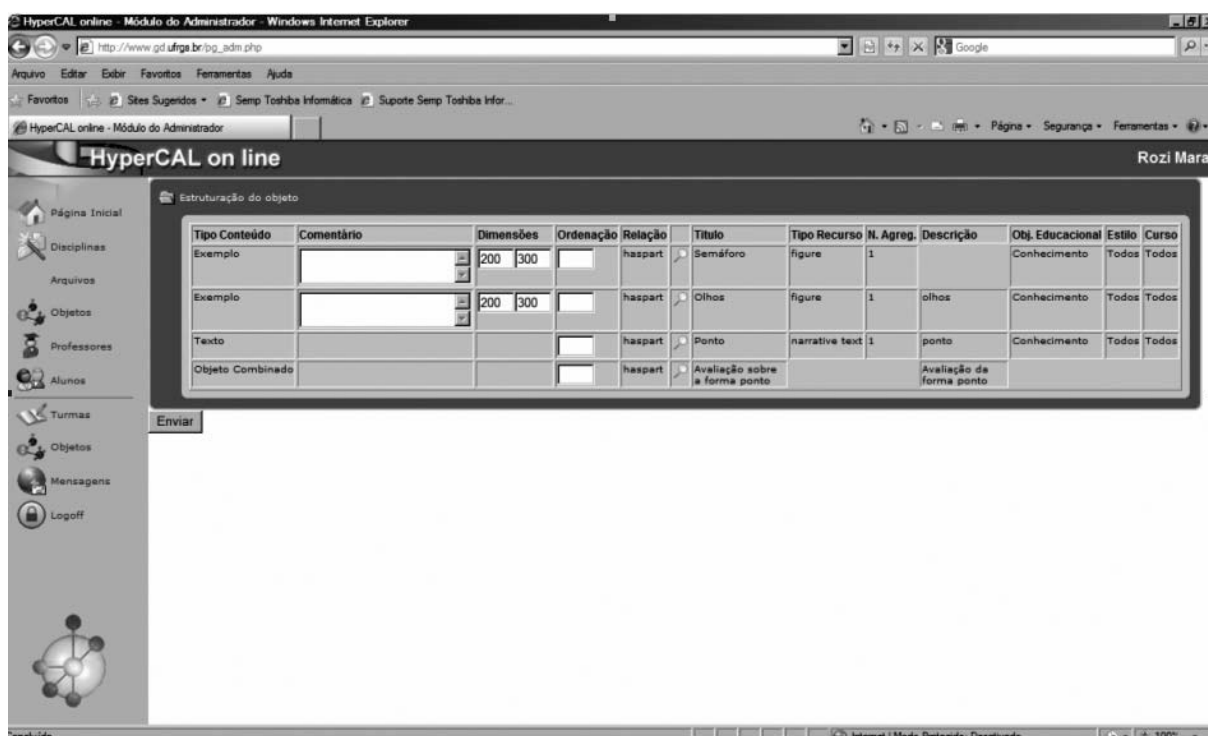 HyperCAL online - Módulo do Administrador - Windows Internet Explorer
http://www.gd.ufrgs.br/pg_adm.php
Google
Arquivo Editar Exibir Favoritos Ferramentas Ajuda
Favoritos Sites Sugeridos Semp Toshiba Informática Suporte Semp Toshiba Infor...
HyperCAL online - Módulo do Administrador
Página Segurança Ferramentas
HyperCAL on line
Rozi Mara
Página Inicial
Disciplinas
Arquivos
Objetos
Professores
Alunos
Turmas
Objetos
Mensagens
Logoff
Estruturação do objeto
Tipo Conteúdo Comentário Dimensões Ordenação Relação Título Tipo Recurso N. Agreg. Descrição Obj. Educacional Estilo Curso
Exemplo 200 300 haspart Semáforo figure 1 Conhecimento Todos Todos
Exemplo 200 300 haspart Olhos figure 1 olhos Conhecimento Todos Todos
Texto haspart Ponto narrative text 1 ponto Conhecimento Todos Todos
Objeto Combinado haspart Avaliação sobre a forma ponto Avaliação da forma ponto
Enviar
Internet | Modo Protegido: Desativado 100%